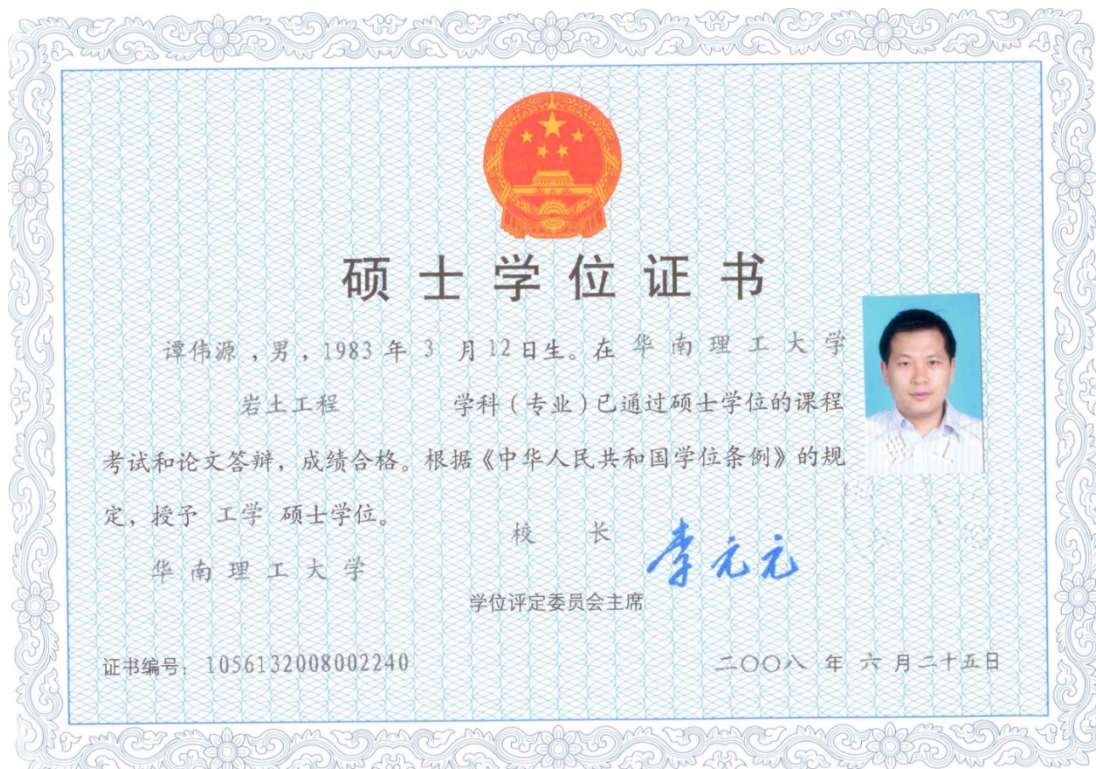 硕士学位证书
谭伟源,男,1983年3月12日生。在华南理工大学
岩土工程 学科(专业)已通过硕士学位的课程
考试和论文答辩,成绩合格。根据《中华人民共和国学位条例》的规
定,授予 工学 硕士学位。
校 长 李元元
华南理工大学
学位评定委员会主席
证书编号:1056132008002240
二〇〇八年六月二十五日